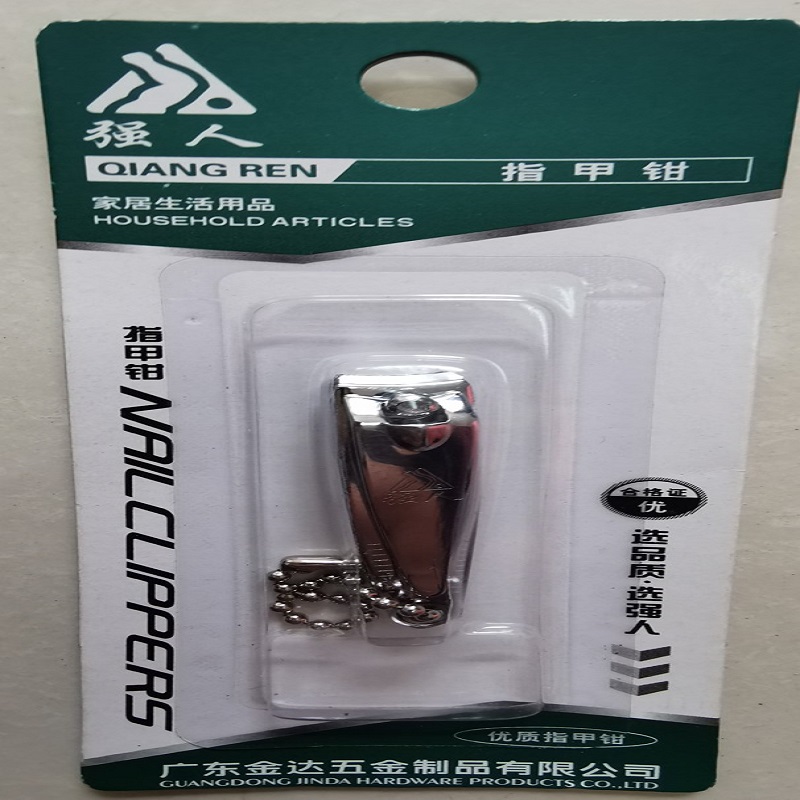 强人
QIANG REN
指甲钳
家居生活用品
HOUSEHOLD ARTICLES
指甲钳 NAIL CLIPPERS
强人
合格证
优
选品质·选强人
优质指甲钳
广东金达五金制品有限公司
GUANGDONG JINDA HARDWARE PRODUCTS CO.,LTD